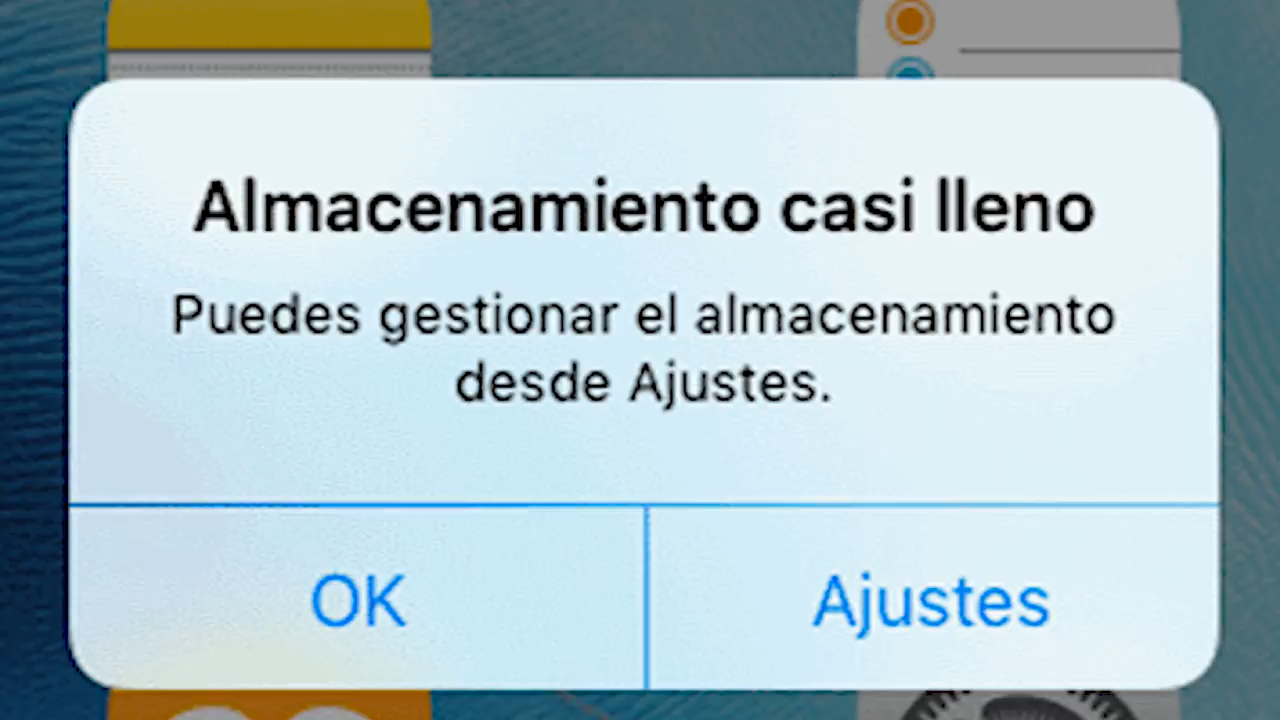 Almacenamiento casi lleno
Puedes gestionar el almacenamiento
desde Ajustes.
OK
Ajustes